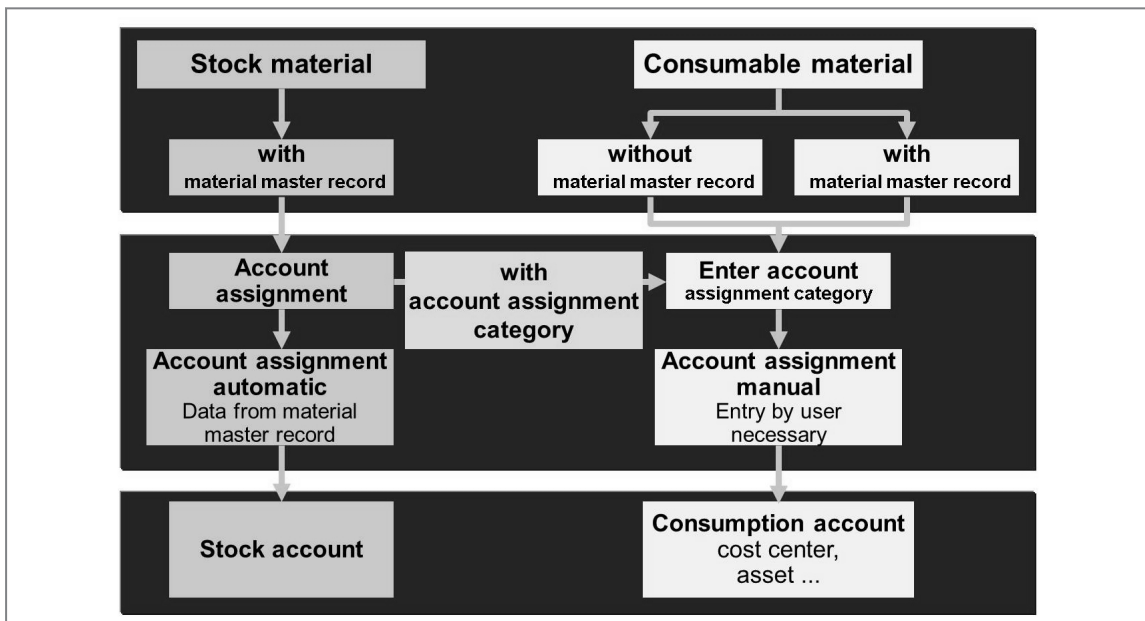 Stock material
Consumable material
with
material master record
without
material master record
with
material master record
Account
assignment
with
account assignment
category
Enter account
assignment category
Account assignment
automatic
Data from material
master record
Account assignment
manual
Entry by user
necessary
Stock account
Consumption account
cost center,
asset ...